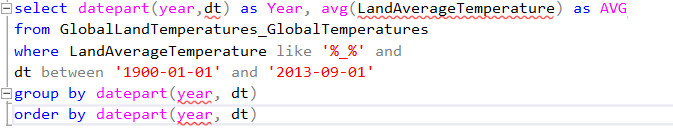 select datepart(year,dt) as Year, avg(LandAverageTemperature) as AVG
from GlobalLandTemperatures_GlobalTemperatures
where LandAverageTemperature like '%_%' and
dt between '1900-01-01' and '2013-09-01'
group by datepart(year, dt)
order by datepart(year, dt)